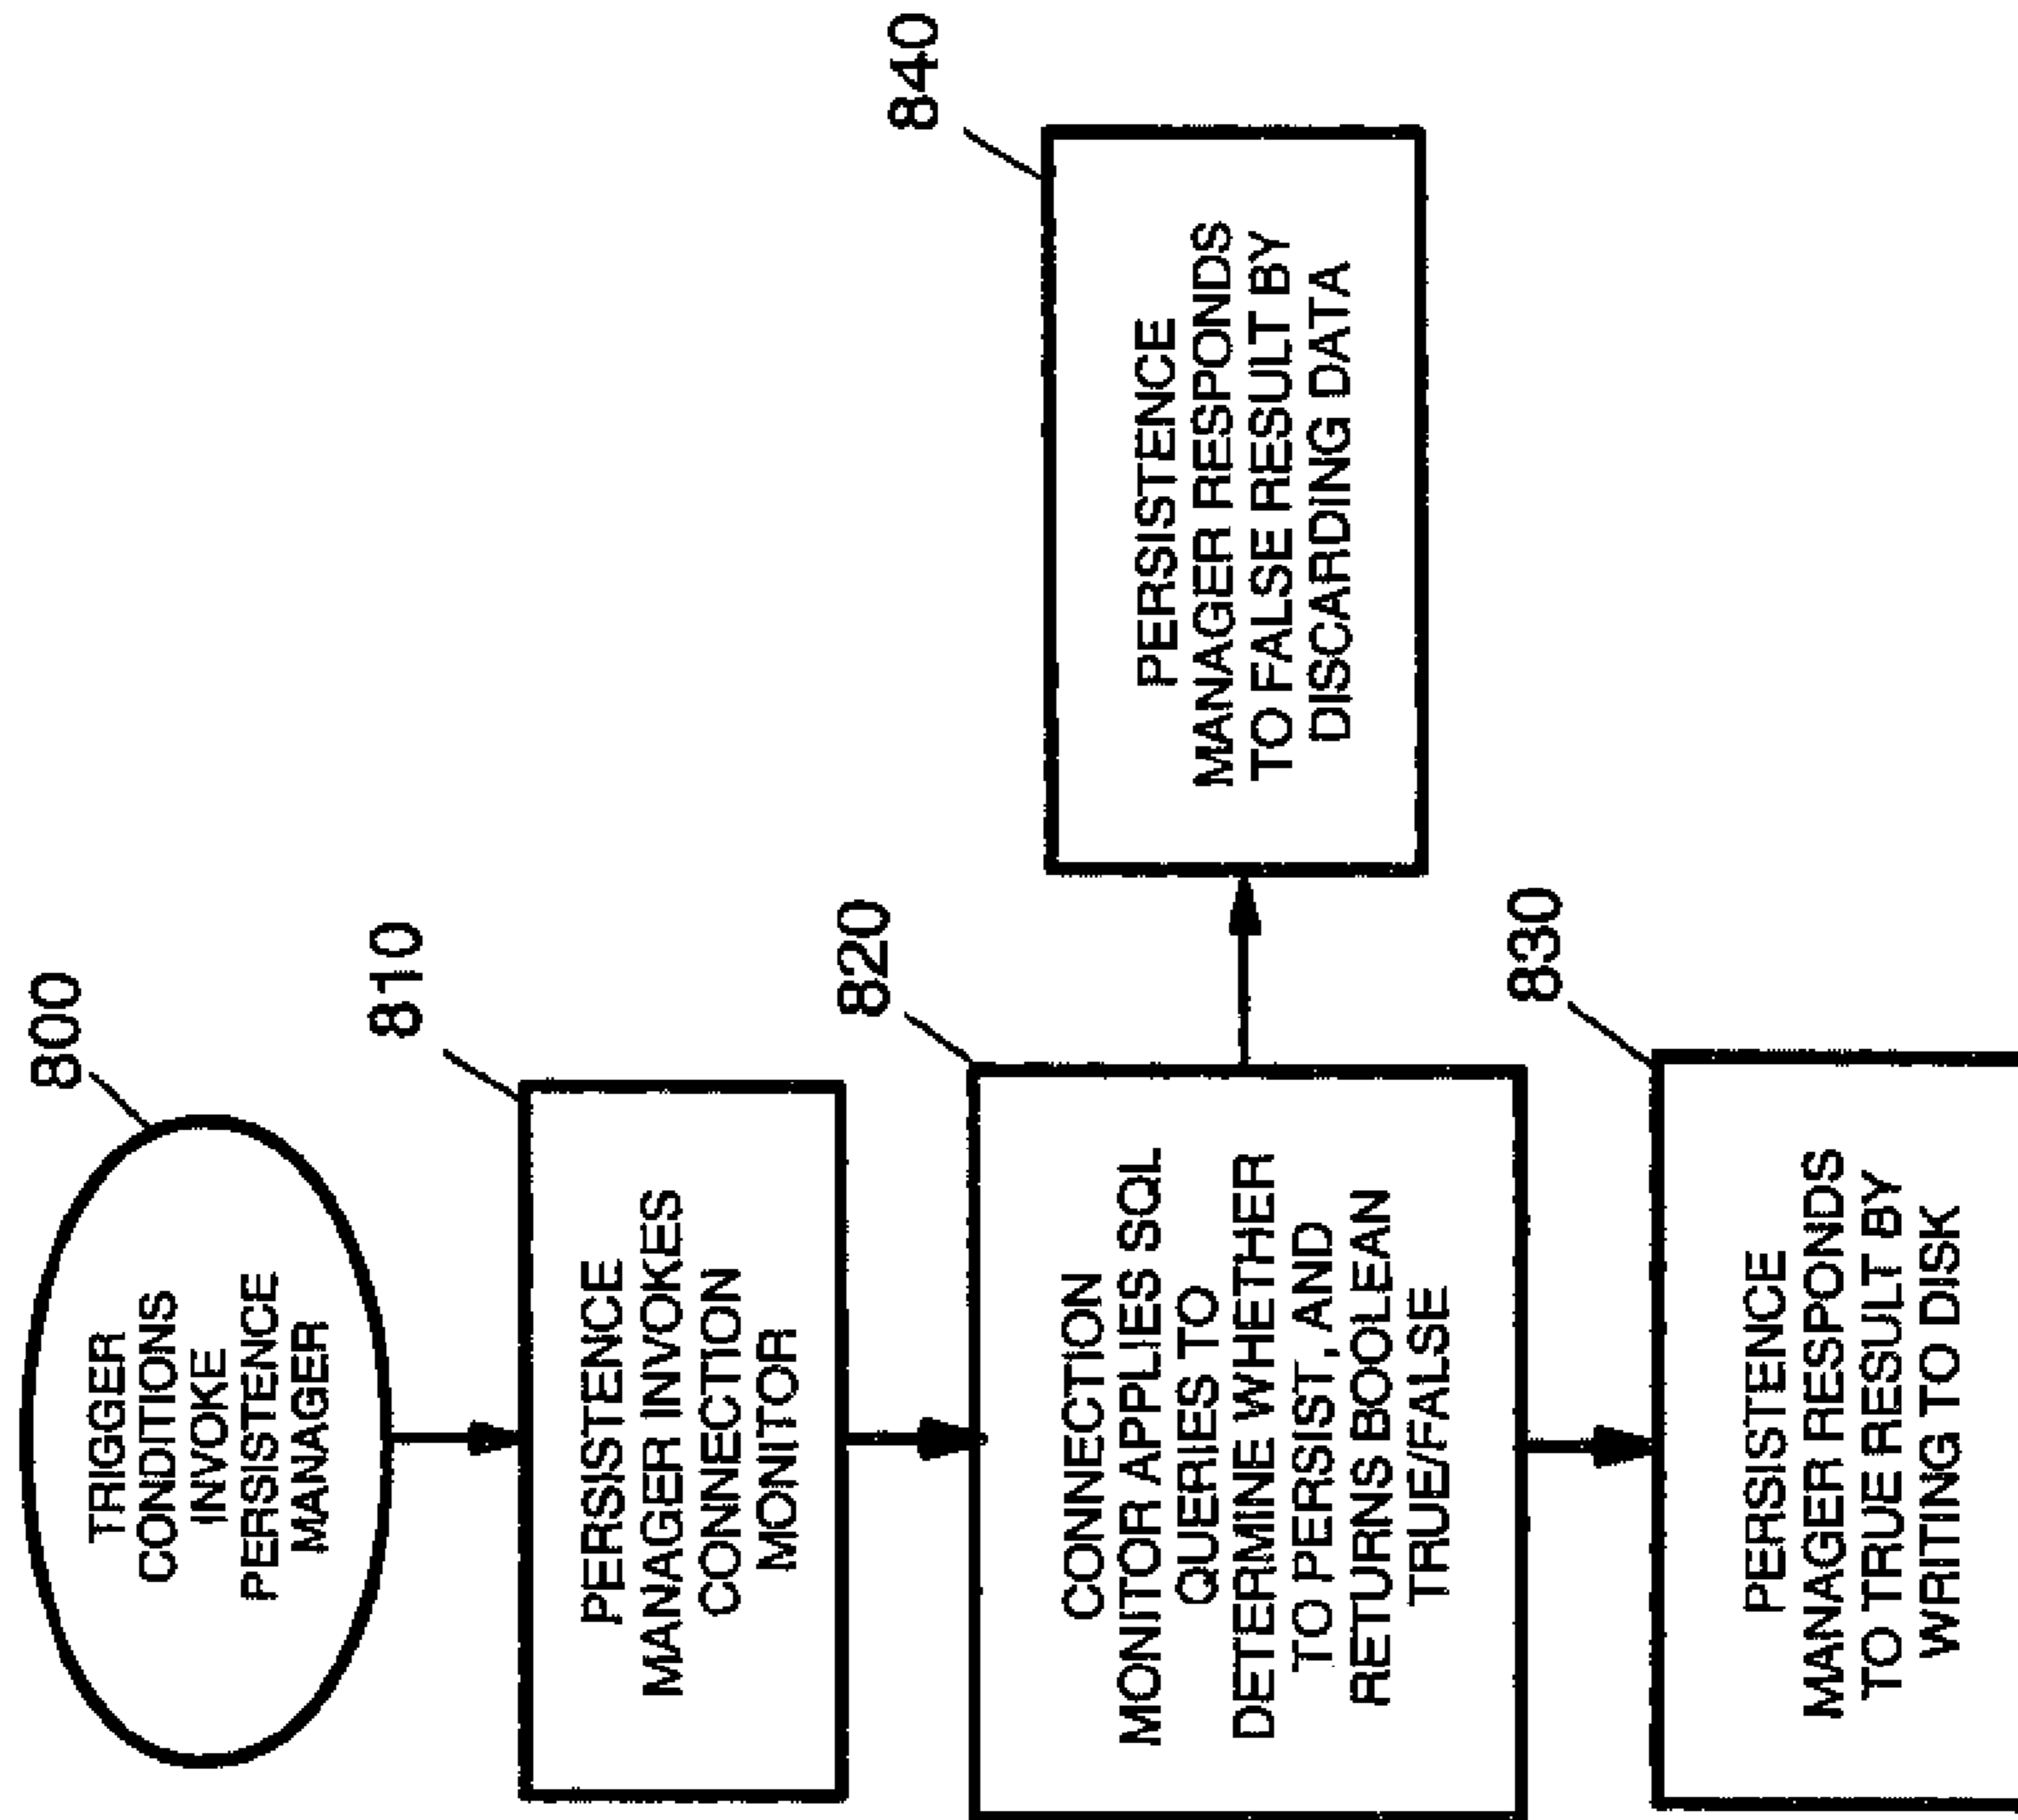 800
TRIGGER
CONDITIONS
INVOKE
PERSISTENCE
MANAGER
810
PERSISTENCE
MANAGER INVOKES
CONNECTION
MONITOR
820
CONNECTION
MONITOR APPLIES SQL
QUERIES TO
DETERMINE WHETHER
TO PERSIST, AND
RETURNS BOOLEAN
TRUE/FALSE
840
PERSISTENCE
MANAGER RESPONDS
TO FALSE RESULT BY
DISCARDING DATA
830
PERSISTENCE
MANAGER RESPONDS
TO TRUE RESULT BY
WRITING TO DISK